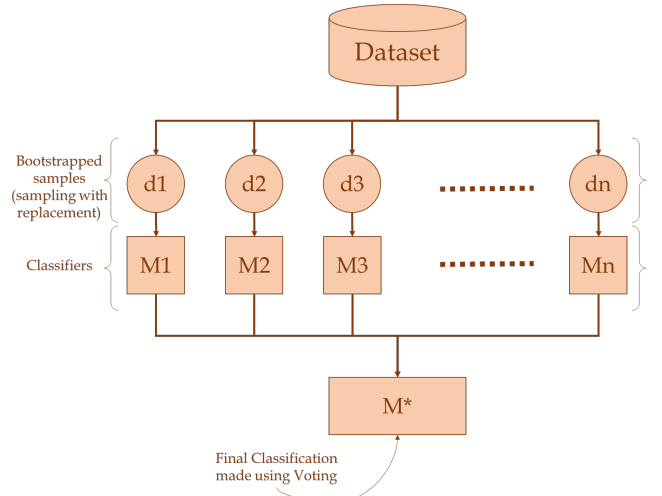 Dataset
Bootstrapped
samples
(sampling with
replacement)
d1 d2 d3 dn
Classifiers
M1 M2 M3 Mn
M*
Final Classification
made using Voting